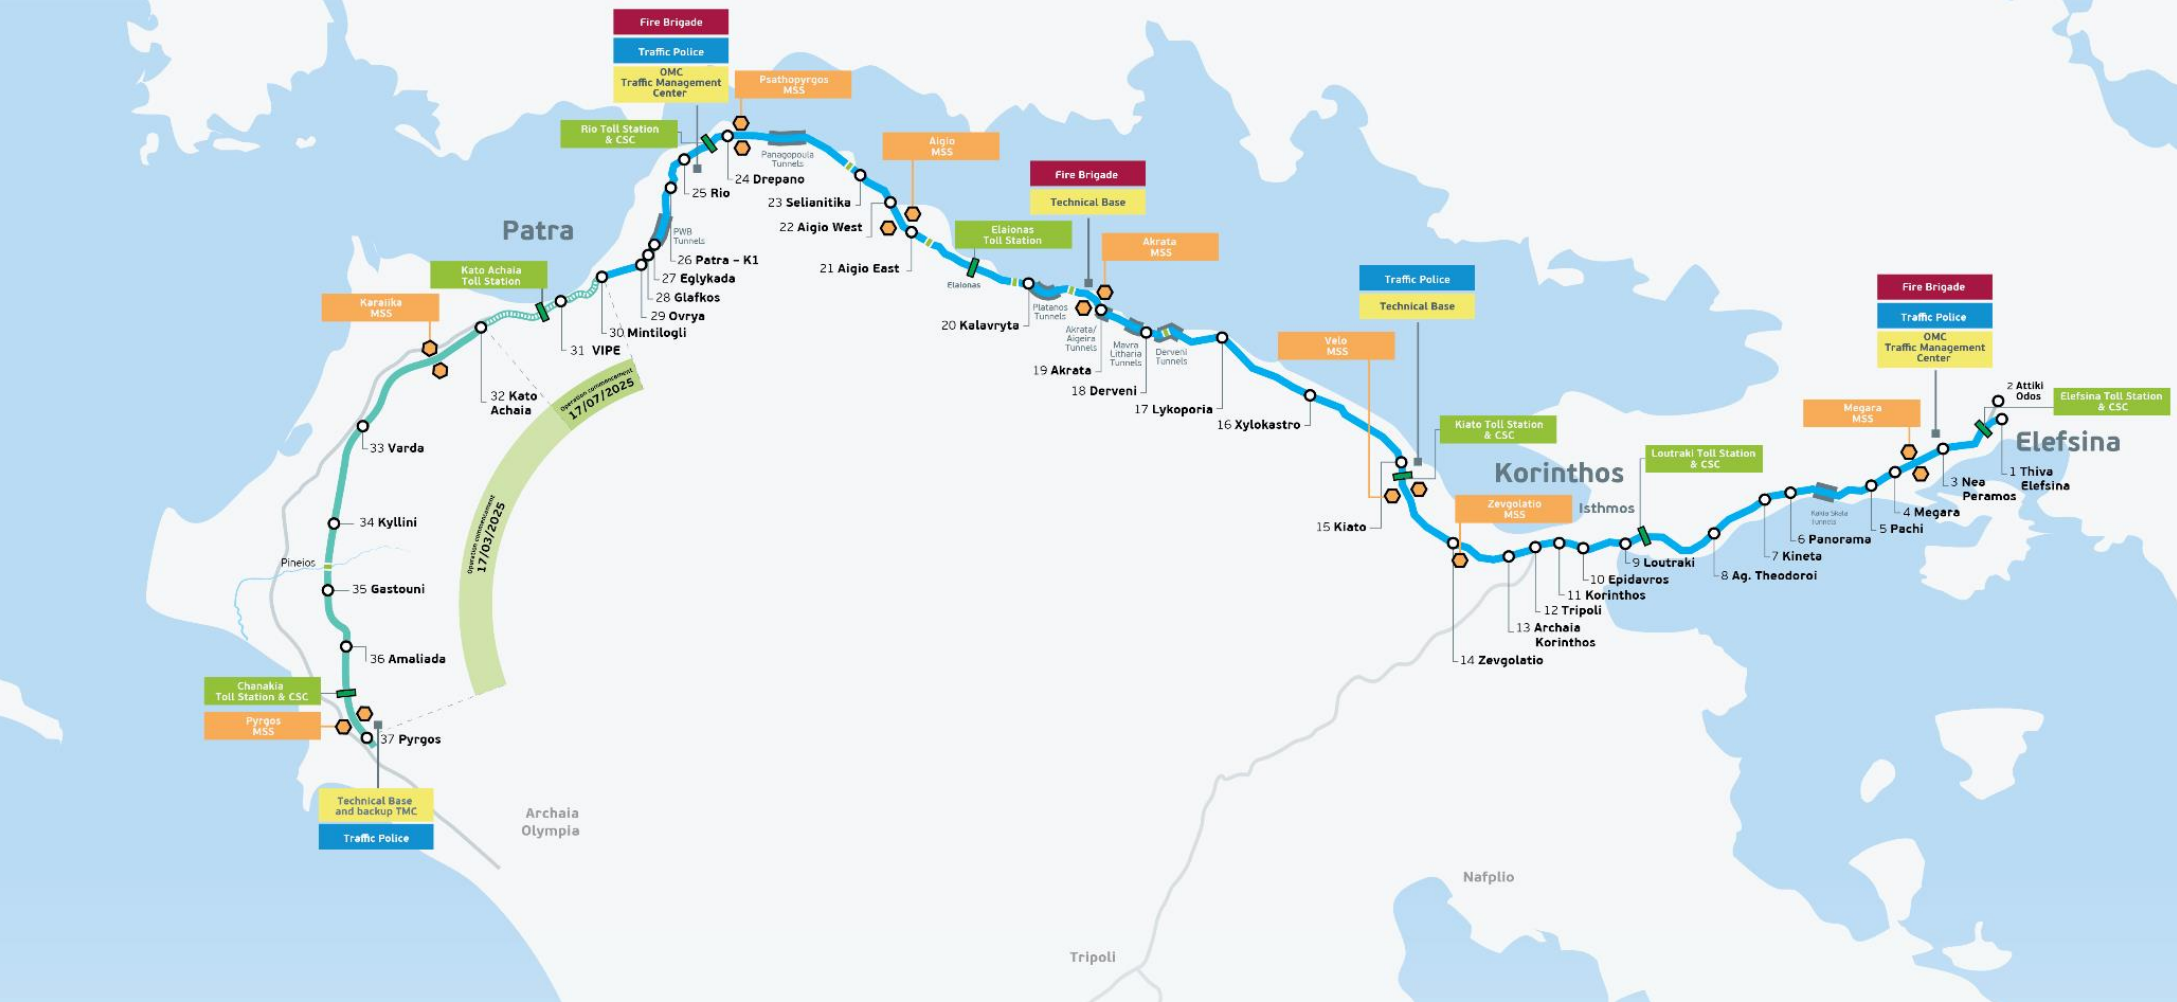 Fire Brigade
Traffic Police
OMC
Traffic Management
Center
Psathopyrgos
MSS
Rio Toll Station
& CSC
Panagopoula
Tunnels
Aigio
MSS
24 Drepano
25 Rio
23 Selianitika
22 Aigio West
21 Aigio East
Patra
PWB
Tunnels
26 Patra – K1
27 Eglykada
28 Glafkos
29 Ovrya
30 Mintilogli
31 VIPE
Kato Achaia
Toll Station
Karaiika
MSS
32 Kato
Achaia
33 Varda
34 Kyllini
Pineios
35 Gastouni
36 Amaliada
Chanakia
Toll Station & CSC
Pyrgos
MSS
37 Pyrgos
Technical Base
and backup TMC
Traffic Police
Operation commencement
17/07/2025
Operation commencement
17/03/2025
Archaia
Olympia
Fire Brigade
Technical Base
Elaionas
Toll Station
Elaionas
Akrata
MSS
20 Kalavryta
Platanos
Tunnels
Akrata/
Aigeira
Tunnels
Mavra
Litharia
Tunnels
Derveni
Tunnels
19 Akrata
18 Derveni
17 Lykoporia
16 Xylokastro
Traffic Police
Technical Base
Velo
MSS
Kiato Toll Station
& CSC
15 Kiato
Korinthos
Zevgolatio
MSS
Isthmos
Loutraki Toll Station
& CSC
14 Zevgolatio
13 Archaia
Korinthos
12 Tripoli
11 Korinthos
10 Epidavros
9 Loutraki
8 Ag. Theodoroi
7 Kineta
6 Panorama
Kakia Skala
Tunnels
5 Pachi
4 Megara
3 Nea
Peramos
Fire Brigade
Traffic Police
OMC
Traffic Management
Center
Megara
MSS
2 Attiki
Odos
Elefsina Toll Station
& CSC
Elefsina
1 Thiva
Elefsina
Nafplio
Tripoli